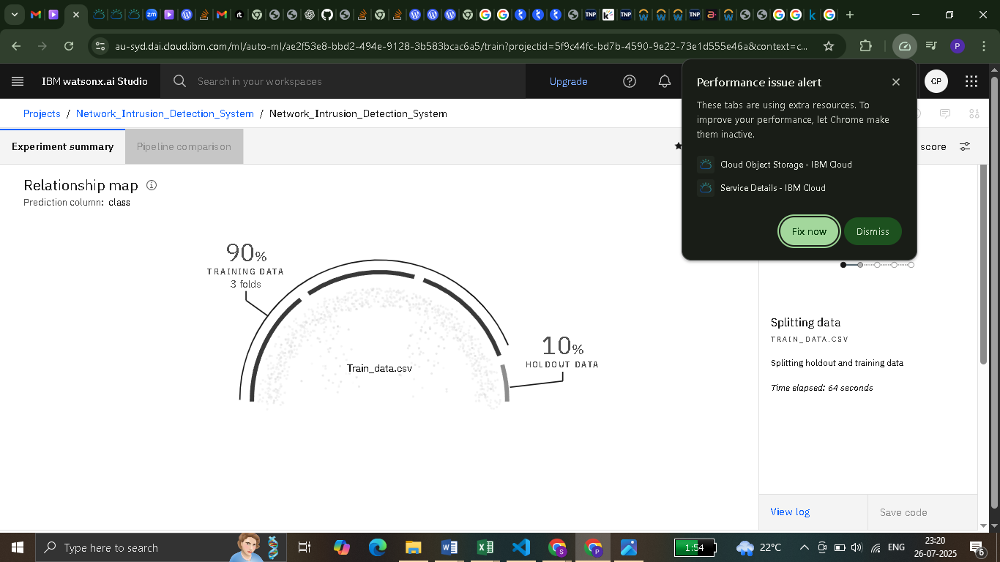 au-syd.dai.cloud.ibm.com/ml/auto-ml/ae2f53e8-bbd2-494e-9128-3b583bcac6a5/train?projectid=5f9c44fc-bd7b-4590-9e22-73e1d555e46a&context=c...
P
IBM watsonx.ai Studio
Search in your workspaces
Upgrade
CP
Projects / Network_Intrusion_Detection_System / Network_Intrusion_Detection_System
Experiment summary
Pipeline comparison
score
Performance issue alert
These tabs are using extra resources. To
improve your performance, let Chrome make
them inactive.
Cloud Object Storage - IBM Cloud
Service Details - IBM Cloud
Fix now
Dismiss
Relationship map
Prediction column: class
90%
TRAINING DATA
3 folds
10%
HOLDOUT DATA
Train_data.csv
Splitting data
TRAIN_DATA.CSV
Splitting holdout and training data
Time elapsed: 64 seconds
View log
Save code
Type here to search
1:54
22°C
ENG
23:20
26-07-2025
6